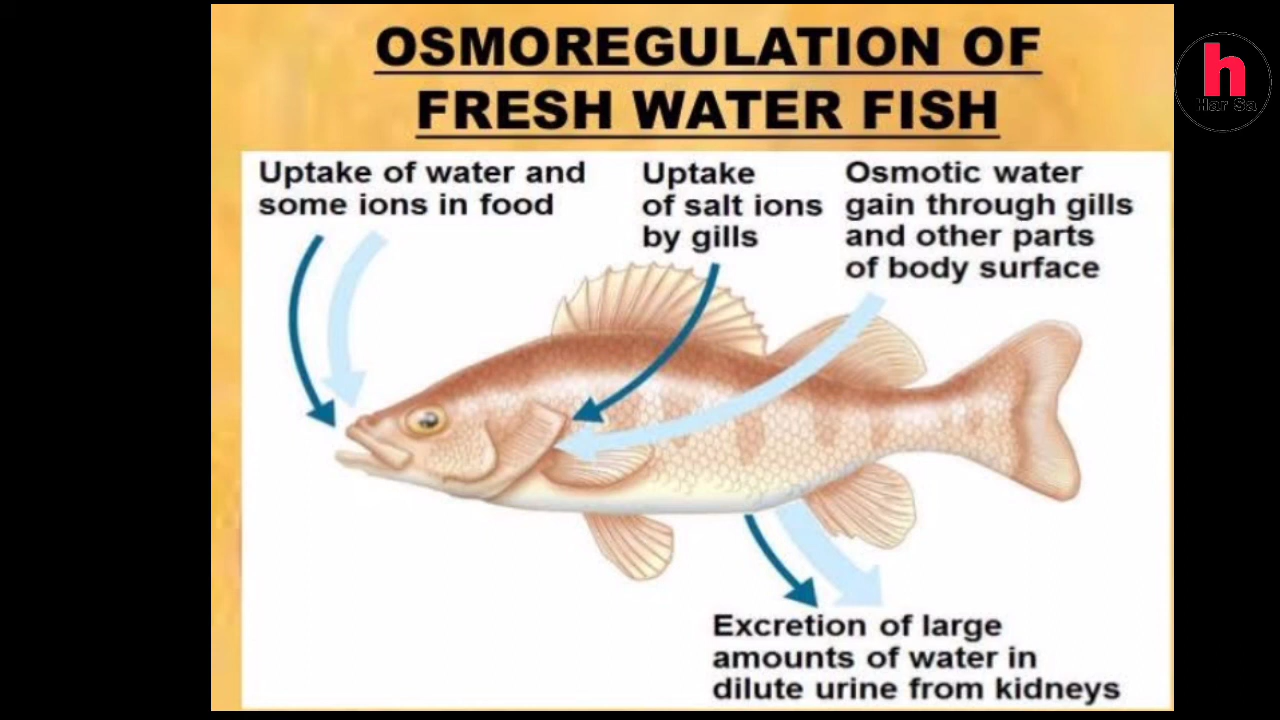 OSMOREGULATION OF
FRESH WATER FISH
Uptake of water and
some ions in food
Uptake
of salt ions
by gills
Osmotic water
gain through gills
and other parts
of body surface
Excretion of large
amounts of water in
dilute urine from kidneys
h
Har Sa